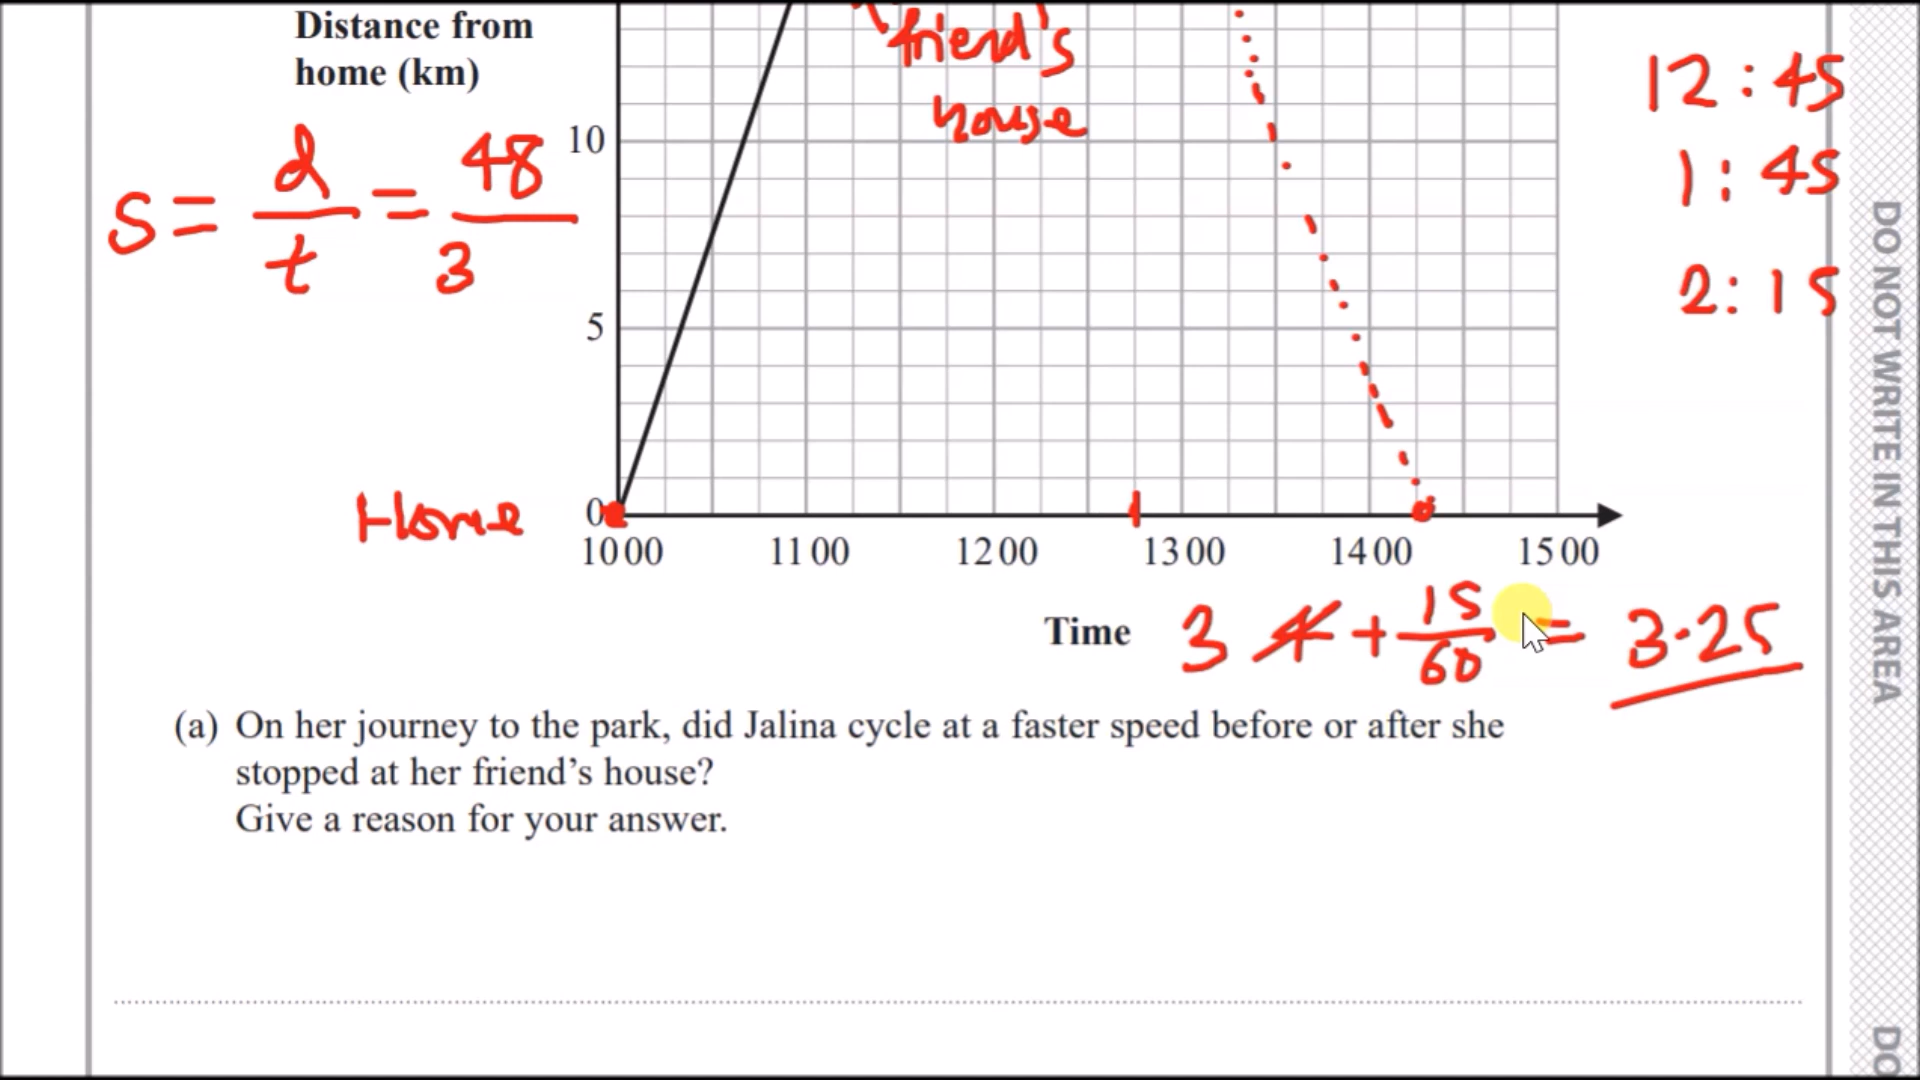 Distance from
home (km)
friend's
house
12:45
1:45
2:15
S = d/t = 48/3
10
5
0
Home
1000 1100 1200 1300 1400 1500
Time
3 4 + 15/60 = 3.25
(a) On her journey to the park, did Jalina cycle at a faster speed before or after she
stopped at her friend’s house?
Give a reason for your answer.
DO NOT WRITE IN THIS AREA
DO